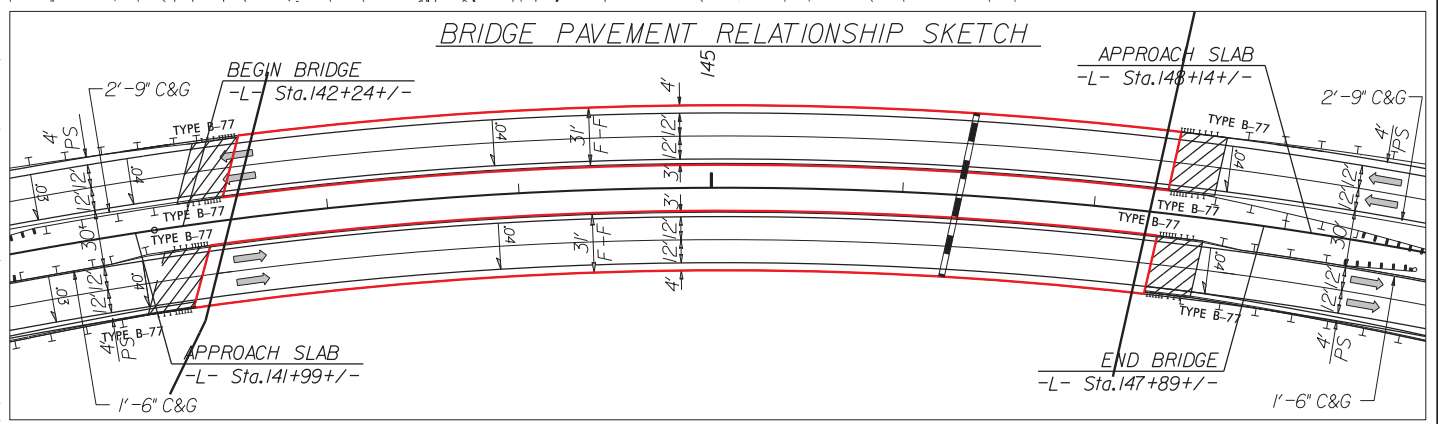 BRIDGE PAVEMENT RELATIONSHIP SKETCH
145
BEGIN BRIDGE
-L- Sta.142+24+/-
APPROACH SLAB
-L- Sta.148+14+/-
2'-9" C&G
2'-9" C&G
TYPE B-77
TYPE B-77
4'
PS
4'
PS
4'
.04
31'
F-F
12'
12'
3'
.03
.04
12'
12'
.04
12'
12'
TYPE B-77
TYPE B-77
TYPE B-77
TYPE B-77
30'
30'
3'
.04
31'
F-F
12'
12'
4'
.03
12'
12'
.04
.04
12'
12'
TYPE B-77
TYPE B-77
4'
PS
4'
PS
APPROACH SLAB
-L- Sta.141+99+/-
END BRIDGE
-L- Sta.147+89+/-
1'-6" C&G
1'-6" C&G